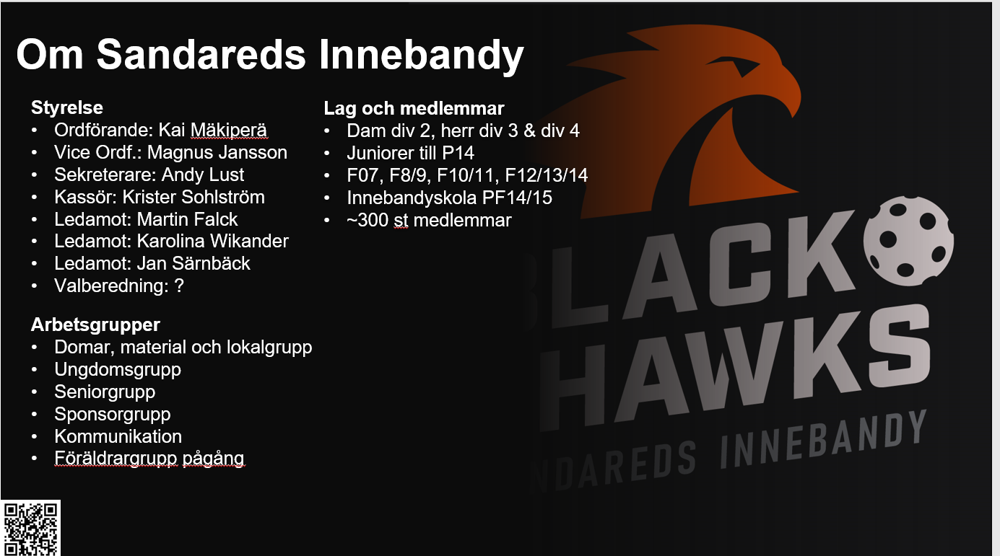 Om Sandareds Innebandy
Styrelse
• Ordförande: Kai Mäkiperä
• Vice Ordf.: Magnus Jansson
• Sekreterare: Andy Lust
• Kassör: Krister Sohlström
• Ledamot: Martin Falck
• Ledamot: Karolina Wikander
• Ledamot: Jan Särnbäck
• Valberedning: ?
Arbetsgrupper
• Domar, material och lokalgrupp
• Ungdomsgrupp
• Seniorgrupp
• Sponsorgrupp
• Kommunikation
• Föräldrargrupp pågång
Lag och medlemmar
• Dam div 2, herr div 3 & div 4
• Juniorer till P14
• F07, F8/9, F10/11, F12/13/14
• Innebandyskola PF14/15
• ~300 st medlemmar
BLACK
HAWKS
NDAREDS INNEBANDY